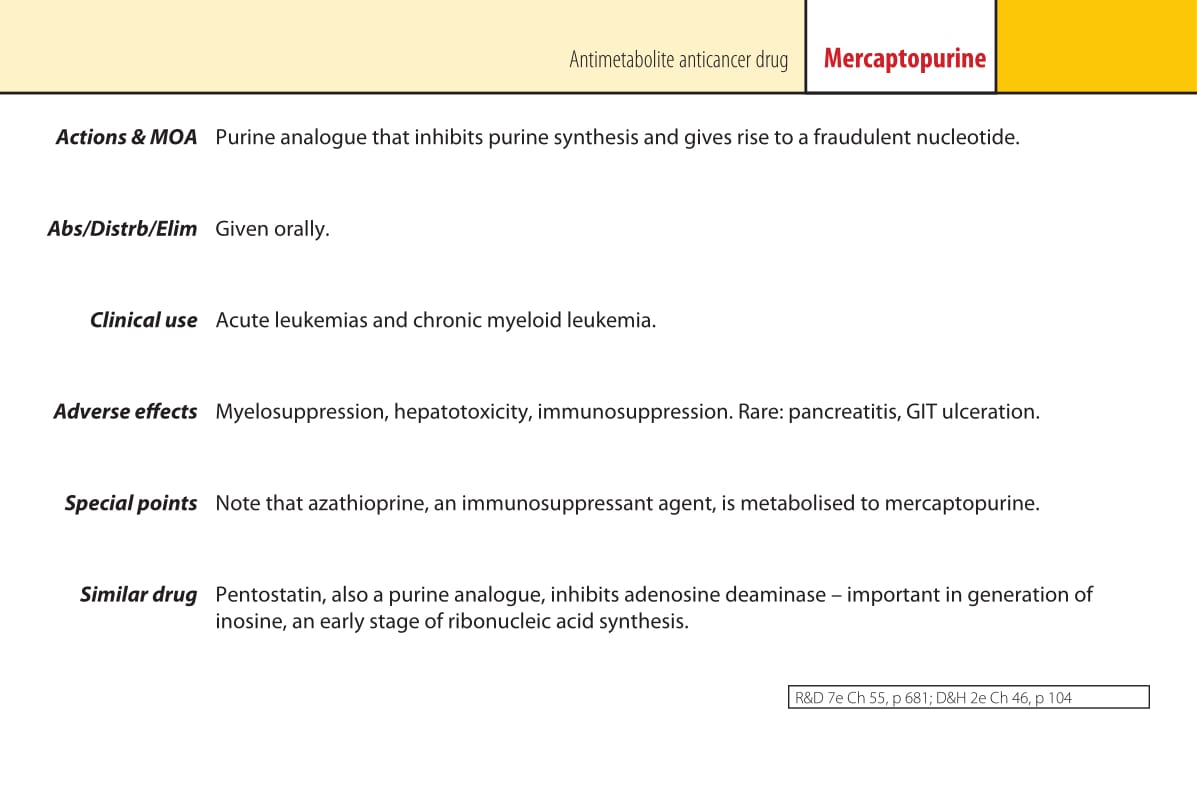 Antimetabolite anticancer drug Mercaptopurine
Actions & MOA Purine analogue that inhibits purine synthesis and gives rise to a fraudulent nucleotide.
Abs/Distrb/Elim Given orally.
Clinical use Acute leukemias and chronic myeloid leukemia.
Adverse effects Myelosuppression, hepatotoxicity, immunosuppression. Rare: pancreatitis, GIT ulceration.
Special points Note that azathioprine, an immunosuppressant agent, is metabolised to mercaptopurine.
Similar drug Pentostatin, also a purine analogue, inhibits adenosine deaminase – important in generation of
inosine, an early stage of ribonucleic acid synthesis.
R&D 7e Ch 55, p 681; D&H 2e Ch 46, p 104